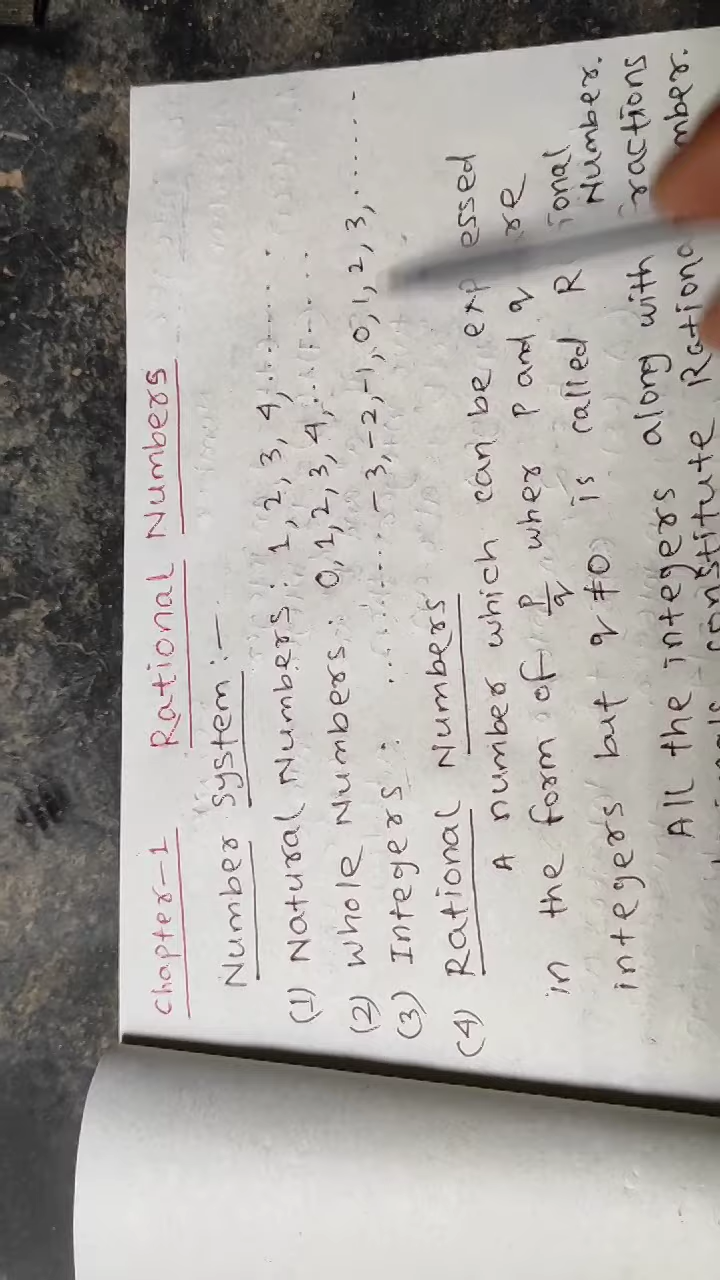 Chapter-1 Rational Numbers
Number System:-
(1) Natural Numbers: 1, 2, 3, 4, ......
(2) Whole Numbers: 0, 1, 2, 3, 4, ......
(3) Integers: ........ -3, -2, -1, 0, 1, 2, 3, ......
(4) Rational Numbers
A number which can be exp essed
in the form of p/q wher p and q re
integers but q ≠ 0 is called R ional Number.
All the integers along with ractions
constitute Rationa mber.